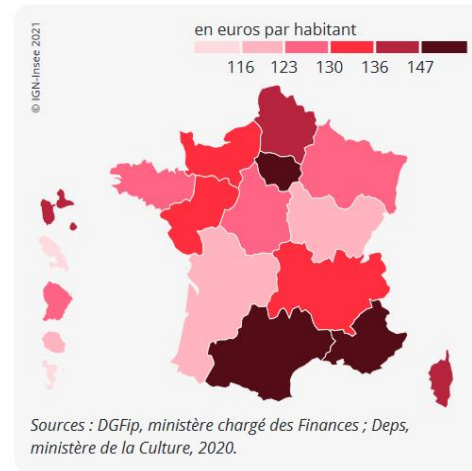 © IGN-Insee 2021
en euros par habitant
116 123 130 136 147
Sources : DGFip, ministère chargé des Finances ; Deps,
ministère de la Culture, 2020.